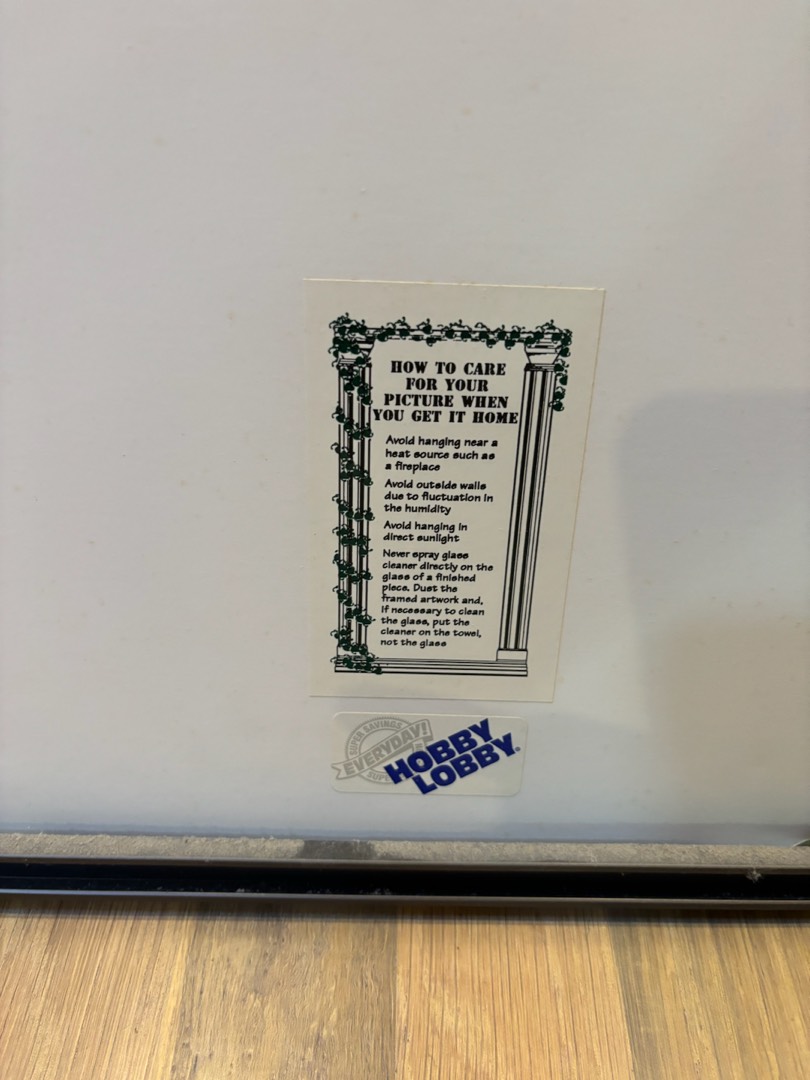 HOW TO CARE
FOR YOUR
PICTURE WHEN
YOU GET IT HOME
Avoid hanging near a
heat source such as
a fireplace
Avoid outside walls
due to fluctuation in
the humidity
Avoid hanging in
direct sunlight
Never spray glass
cleaner directly on the
glass of a finished
piece. Dust the
framed artwork and,
if necessary to clean
the glass, put the
cleaner on the towel,
not the glass
SUPER SAVINGS
EVERYDAY!
SUPE
HOBBY
LOBBY®